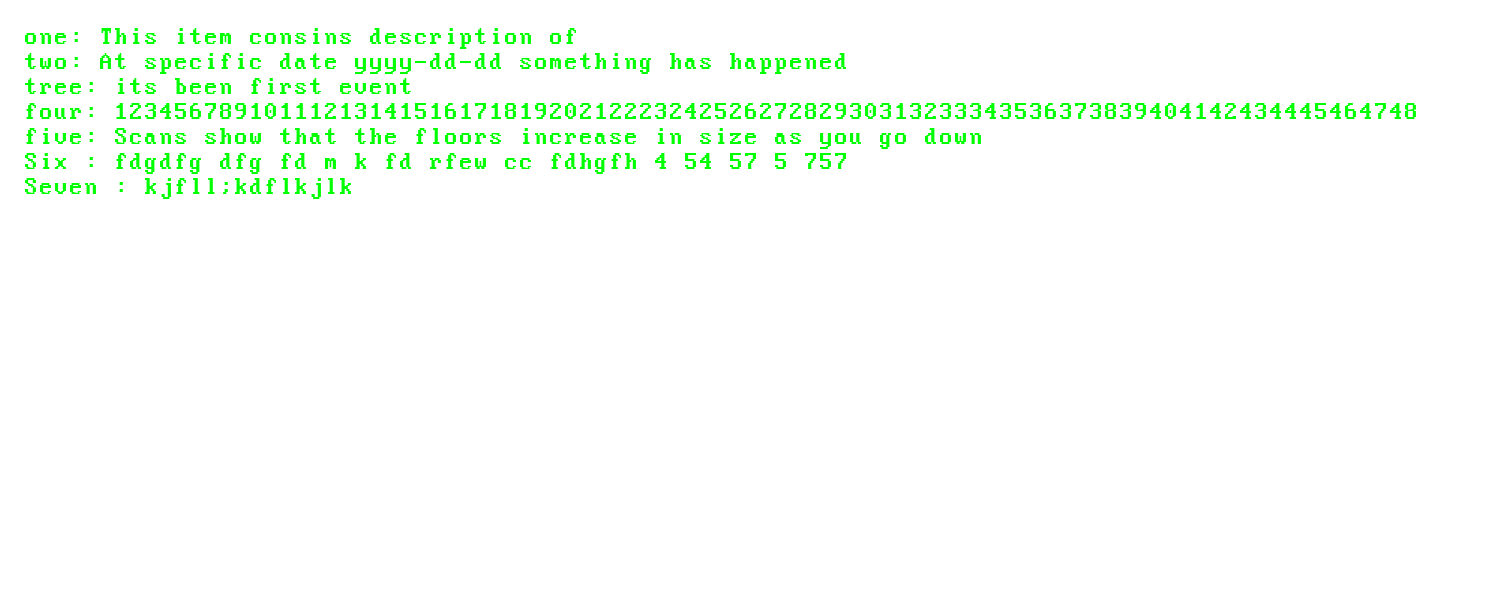 one: This item consins description of
two: At specific date yyyy-dd-dd something has happened
tree: its been first event
four: 123456789101112131415161718192021222324252627282930313233343536373839404142434445464748
five: Scans show that the floors increase in size as you go down
Six : fdgdfg dfg fd m k fd rfew cc fdhgfh 4 54 57 5 757
Seven : kjfll;kdflkjlk